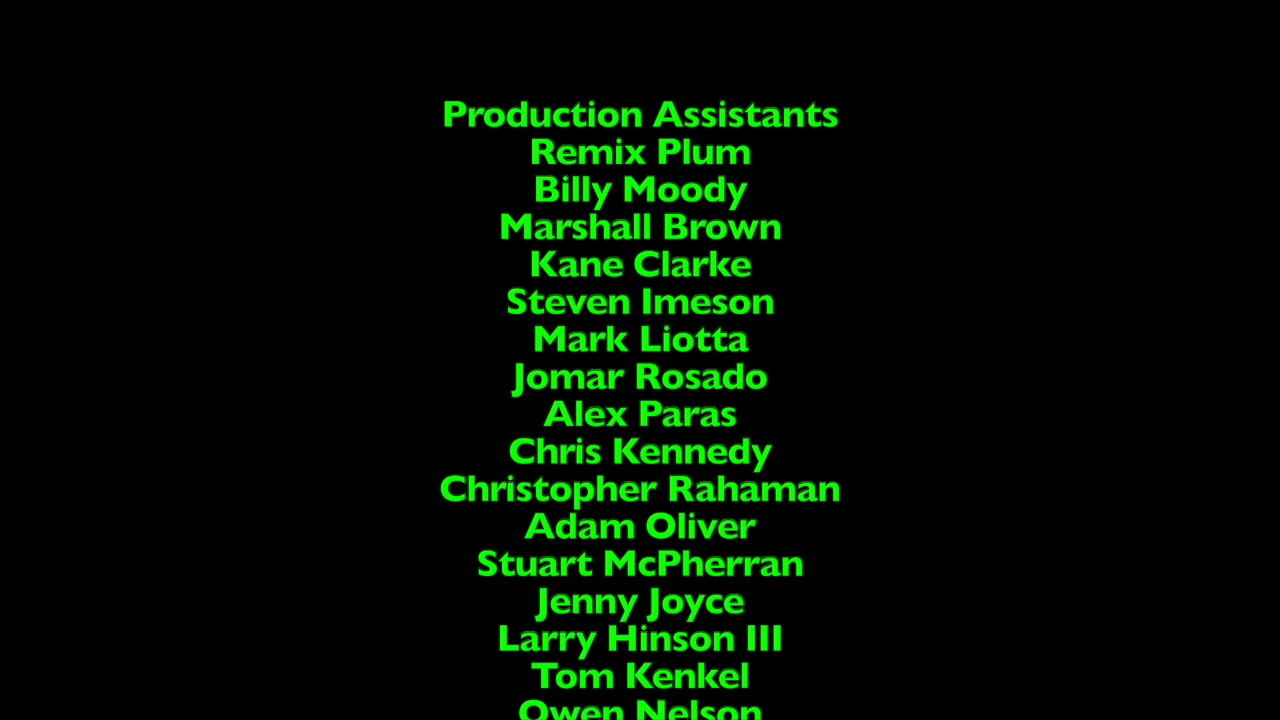 Production Assistants
Remix Plum
Billy Moody
Marshall Brown
Kane Clarke
Steven Imeson
Mark Liotta
Jomar Rosado
Alex Paras
Chris Kennedy
Christopher Rahaman
Adam Oliver
Stuart McPherran
Jenny Joyce
Larry Hinson III
Tom Kenkel
Owen Nelson